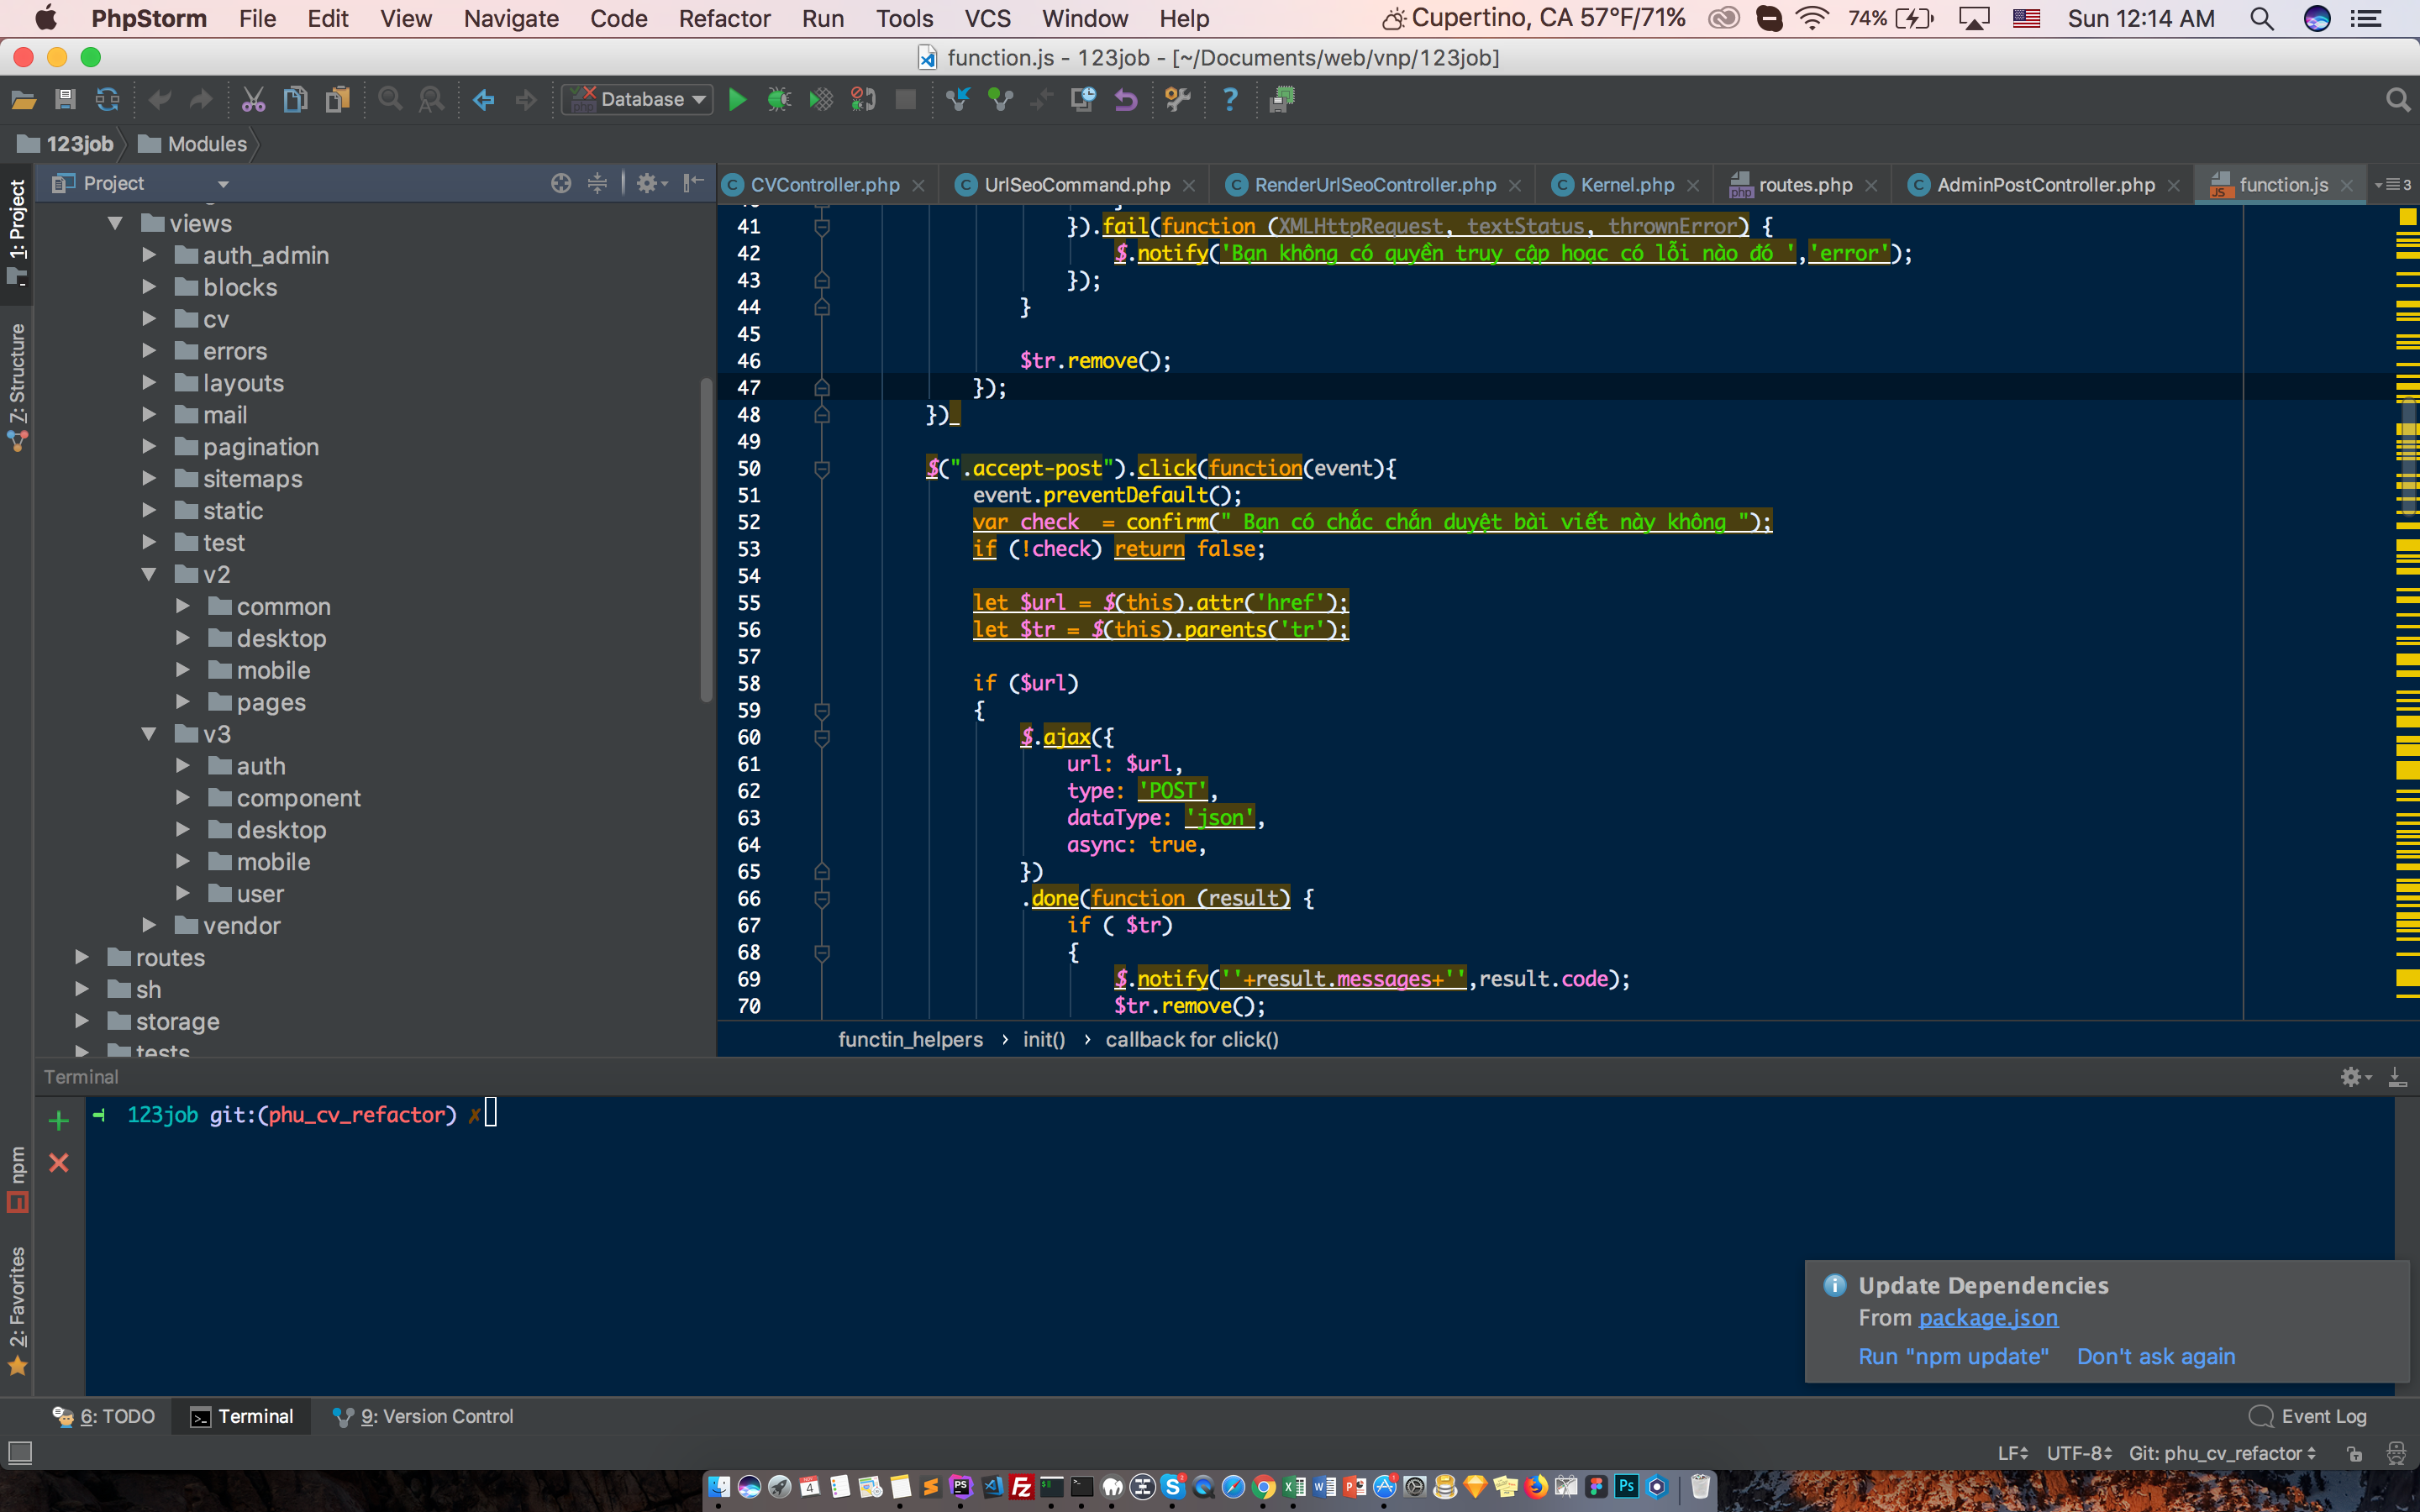 PhpStorm File Edit View Navigate Code Refactor Run Tools VCS Window Help Cupertino, CA 57°F/71% 74% Sun 12:14 AM
function.js - 123job - [~/Documents/web/vnp/123job]
Database
123job Modules
Project
CVController.php UrlSeoCommand.php RenderUrlSeoController.php Kernel.php routes.php AdminPostController.php function.js 3
1: Project
7: Structure
npm
2: Favorites
views
auth_admin
blocks
cv
errors
layouts
mail
pagination
sitemaps
static
test
v2
common
desktop
mobile
pages
v3
auth
component
desktop
mobile
user
vendor
routes
sh
storage
tests
41 }).fail(function (XMLHttpRequest, textStatus, thrownError) {
42 $.notify('Bạn không có quyền truy cập hoạc có lỗi nào đó ','error');
43 });
44 }
45
46 $tr.remove();
47 });
48 })
49
50 $(".accept-post").click(function(event){
51 event.preventDefault();
52 var check  = confirm(" Bạn có chắc chắn duyệt bài viết này không ");
53 if (!check) return false;
54
55 let $url = $(this).attr('href');
56 let $tr = $(this).parents('tr');
57
58 if ($url)
59 {
60 $.ajax({
61 url: $url,
62 type: 'POST',
63 dataType: 'json',
64 async: true,
65 })
66 .done(function (result) {
67 if ( $tr)
68 {
69 $.notify(''+result.messages+'',result.code);
70 $tr.remove();
functin_helpers › init() › callback for click()
Terminal
➜ 123job git:(phu_cv_refactor) ✗
Update Dependencies
From package.json
Run "npm update" Don't ask again
6: TODO Terminal 9: Version Control Event Log
LF UTF-8 Git: phu_cv_refactor